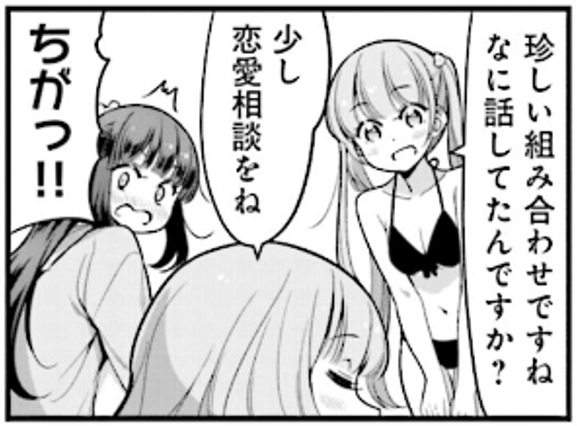 珍しい組み合わせですね
なに話してたんですか？
少し
恋愛相談をね
ちがっ!!